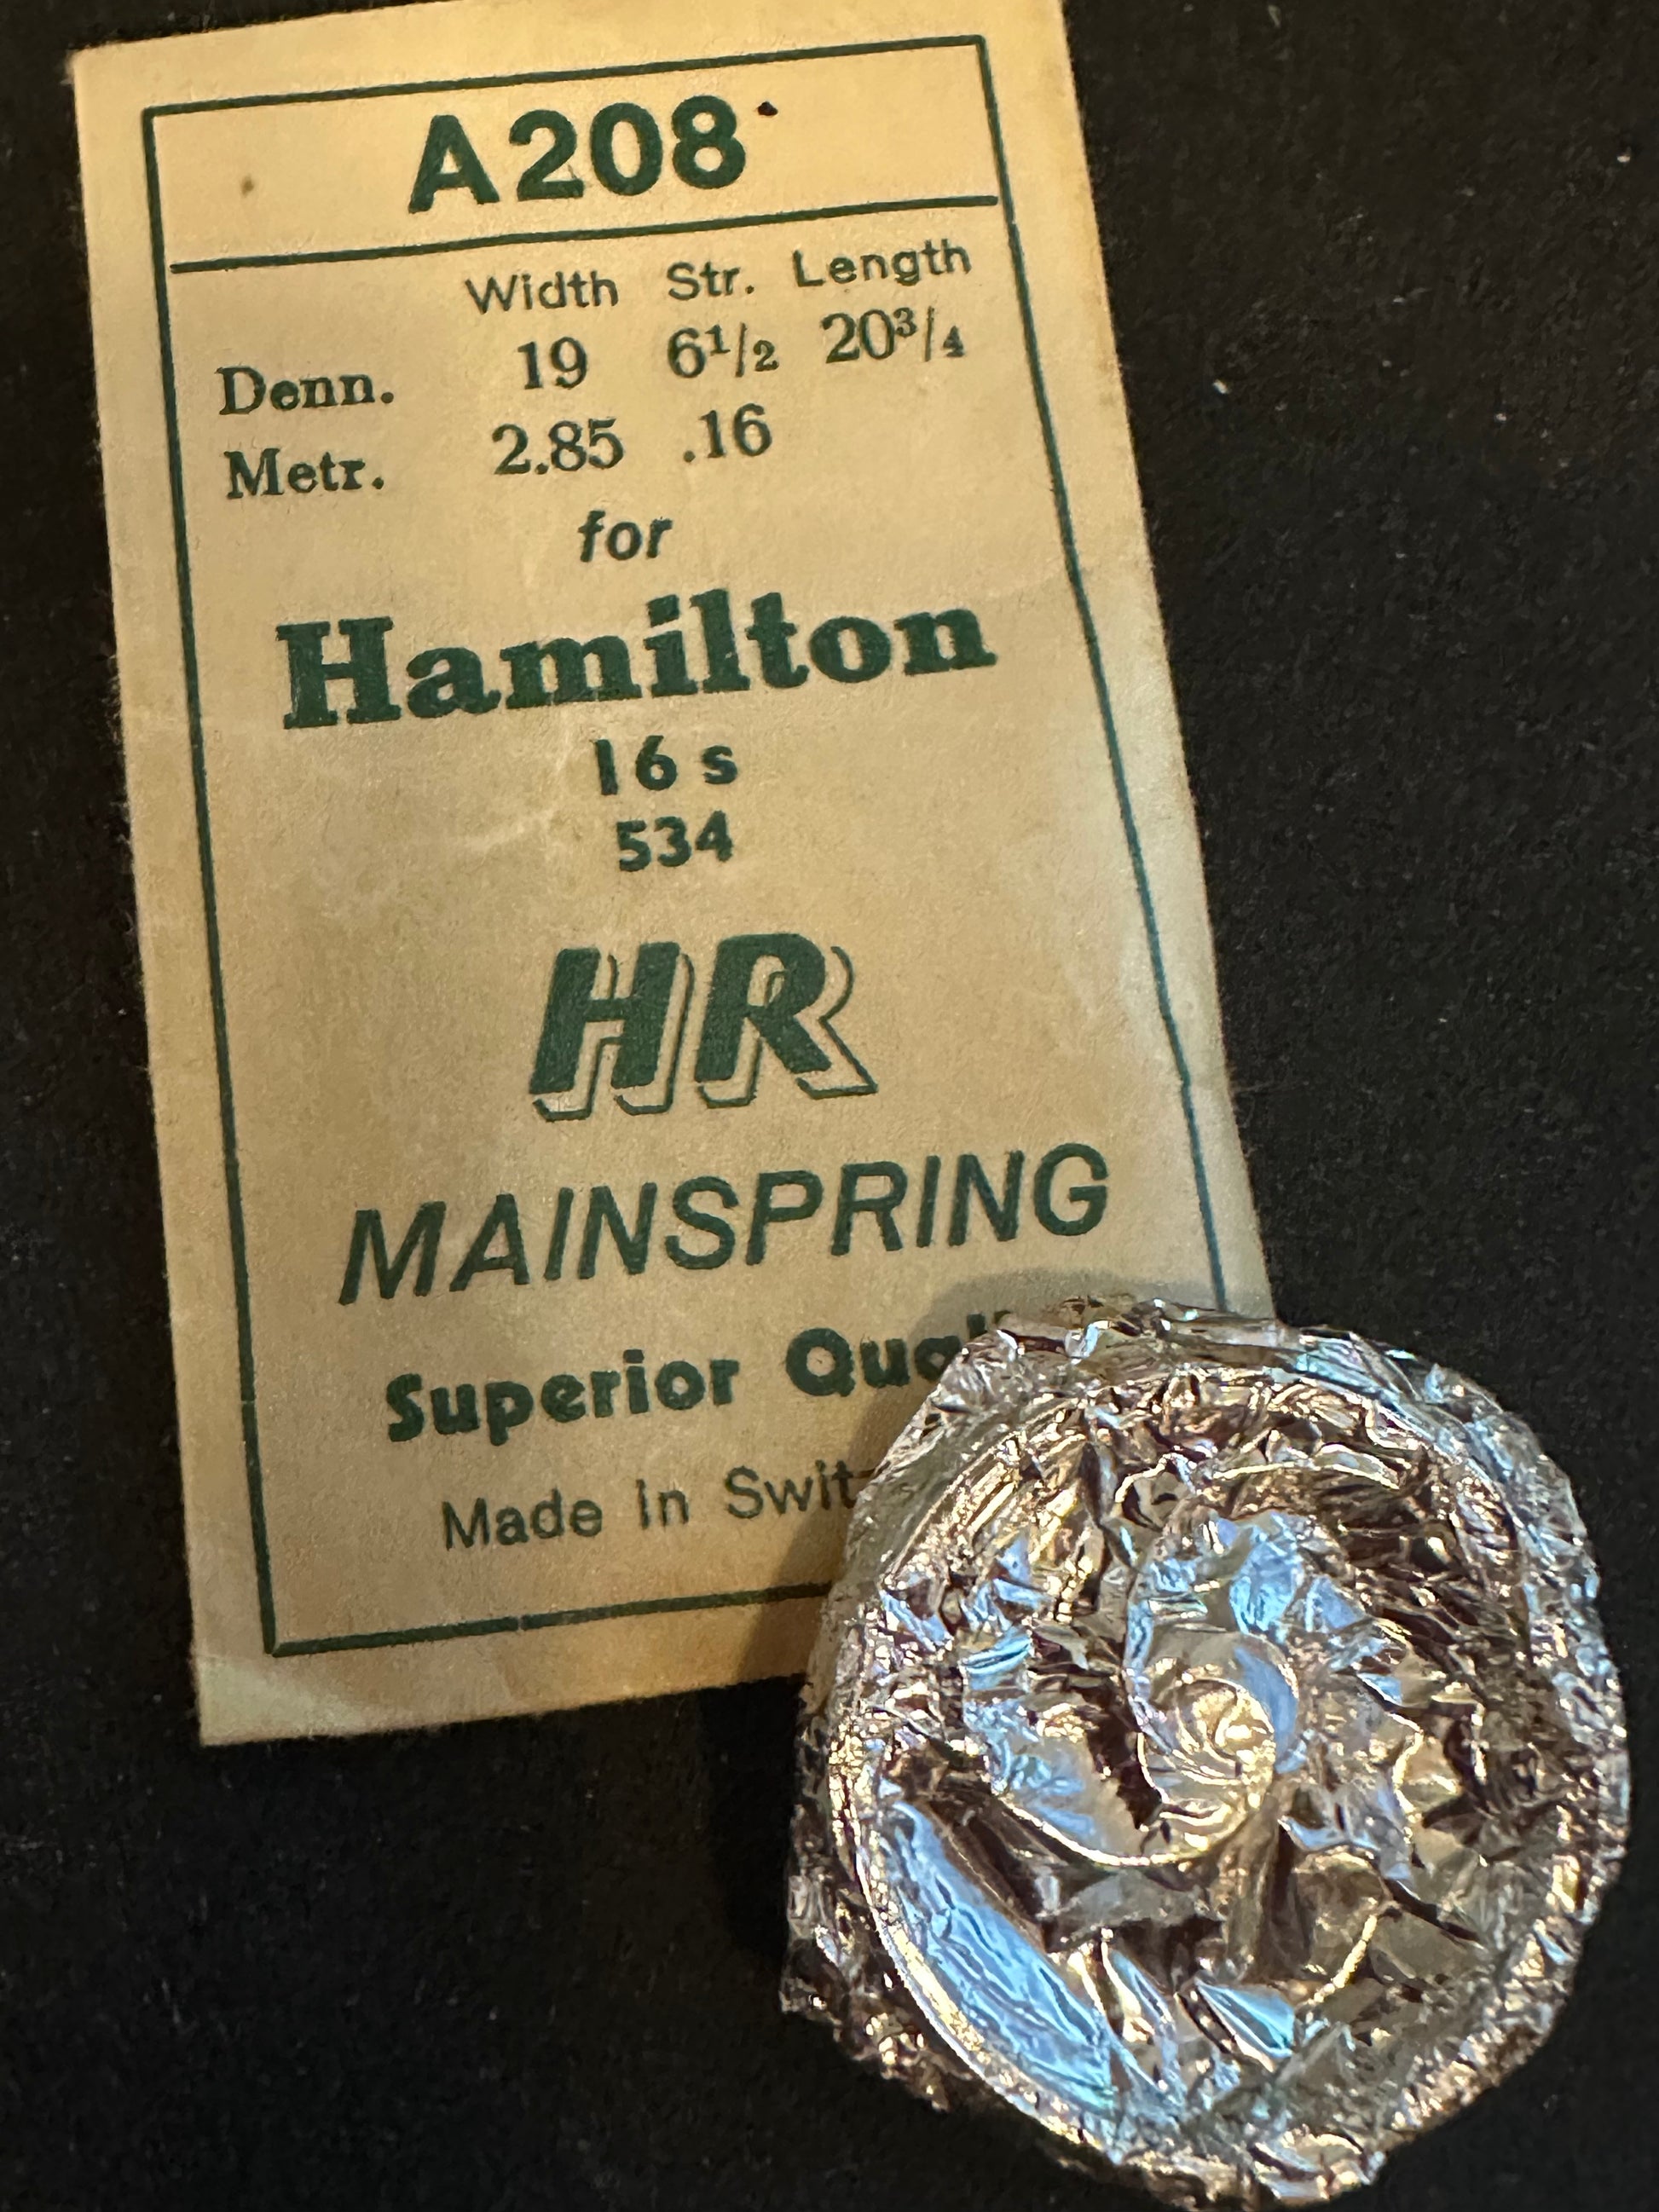 A208
Width Str. Length
Denn. 19 6½ 20¾
Metr. 2.85 .16
for
Hamilton
16 s
534
HR
MAINSPRING
Superior
Made in